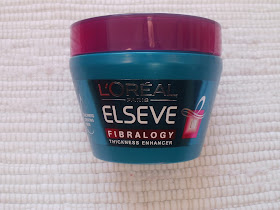 L'ORÉAL
PARIS
ELSEVE
FIBRALOGY
THICKNESS ENHANCER